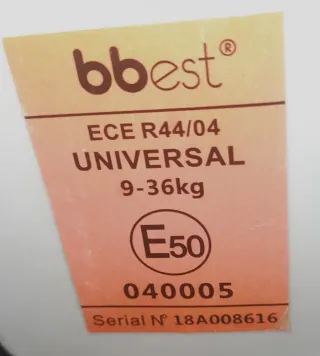 bbest®
ECE R44/04
UNIVERSAL
9-36kg
E50
040005
Serial Nº 18A008616